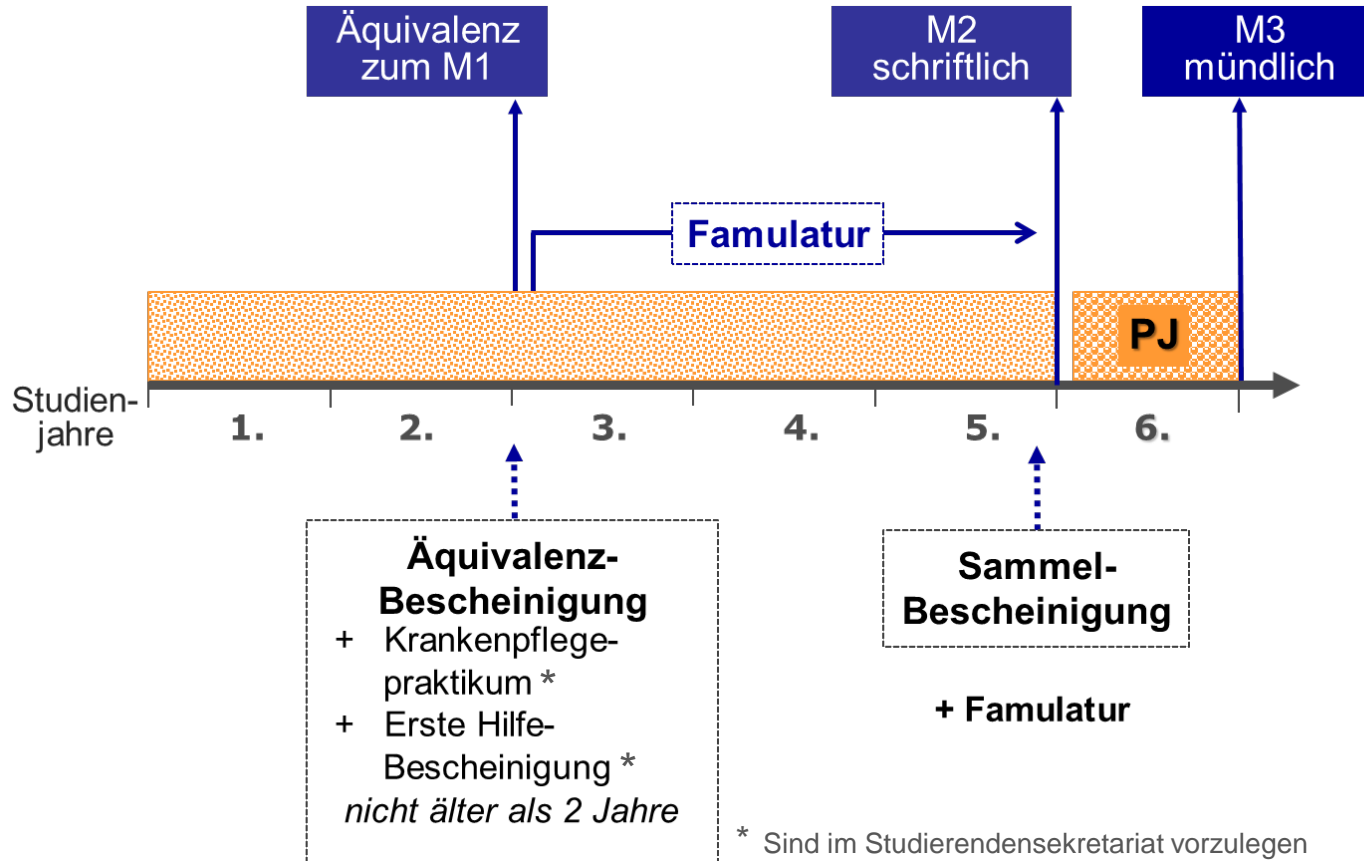 Äquivalenz
zum M1
M2
schriftlich
M3
mündlich
Famulatur
PJ
Studien-
jahre
1. 2. 3. 4. 5. 6.
Äquivalenz-
Bescheinigung
+ Krankenpflege-
praktikum *
+ Erste Hilfe-
Bescheinigung *
nicht älter als 2 Jahre
Sammel-
Bescheinigung
+ Famulatur
* Sind im Studierendensekretariat vorzulegen